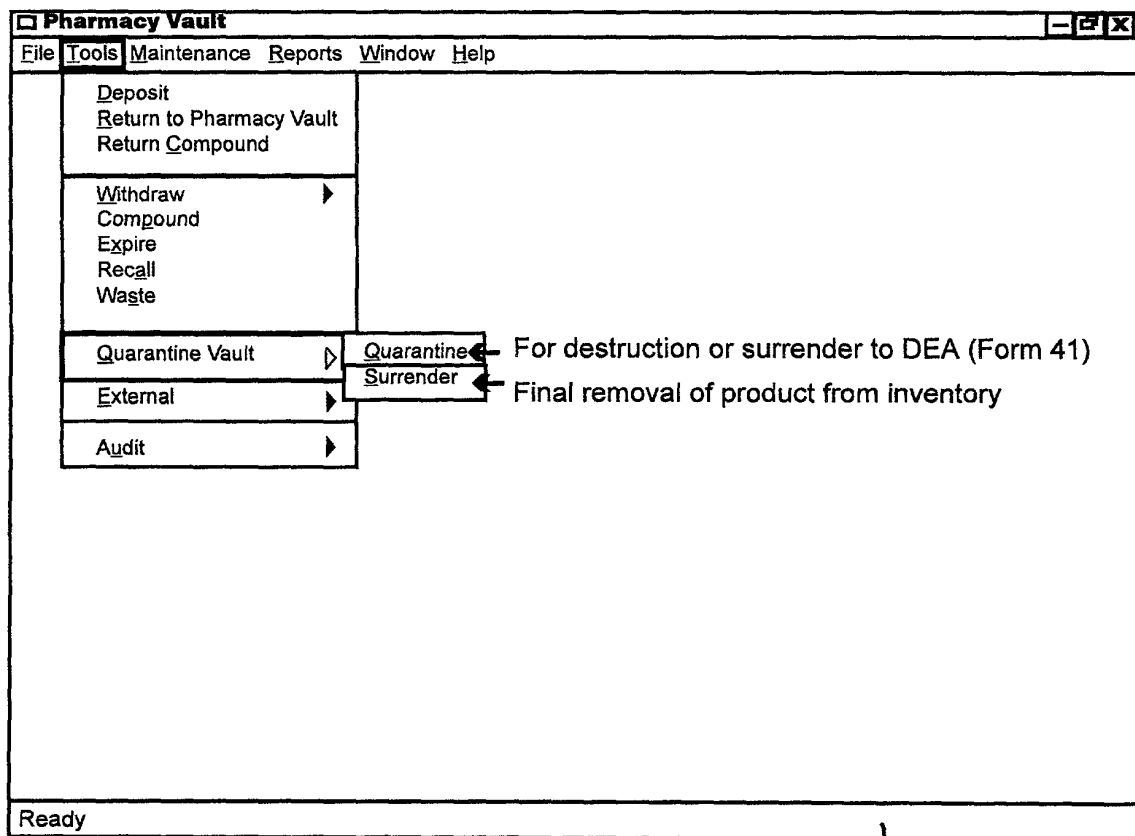 Pharmacy Vault
File Tools Maintenance Reports Window Help
Deposit
Return to Pharmacy Vault
Return Compound
Withdraw
Compound
Expire
Recall
Waste
Quarantine Vault
Quarantine
For destruction or surrender to DEA (Form 41)
Surrender
Final removal of product from inventory
External
Audit
Ready